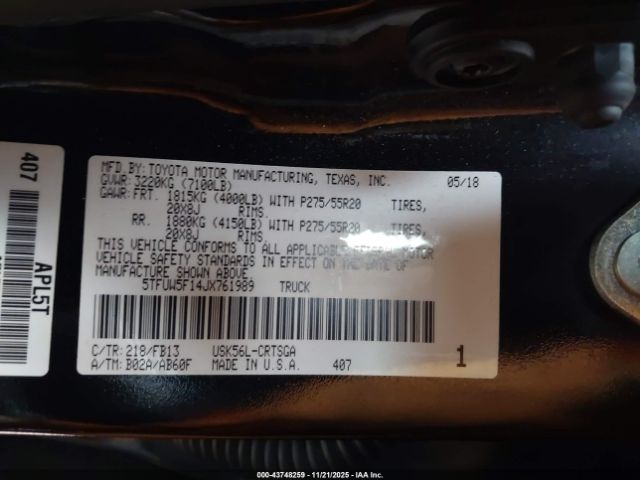 407
APL5T
MFD.BY: TOYOTA MOTOR MANUFACTURING, TEXAS, INC. 05/18
GVWR: 3220KG (7100LB)
GAWR: FRT. 1815KG (4000LB) WITH P275/55R20 TIRES,
20X8J RIMS.
RR. 1880KG (4150LB) WITH P275/55R20 TIRES,
20X8J RIMS.
THIS VEHICLE CONFORMS TO ALL APPLICABLE FEDERAL MOTOR
VEHICLE SAFETY STANDARDS IN EFFECT ON THE DATE OF
MANUFACTURE SHOWN ABOVE.
5TFUW5F14JX761989 TRUCK
C/TR: 218/FB13 USK56L-CRTSGA
A/TM: B02A/AB60F MADE IN U.S.A. 407
1
000-43748259 - 11/21/2025 - IAA Inc.